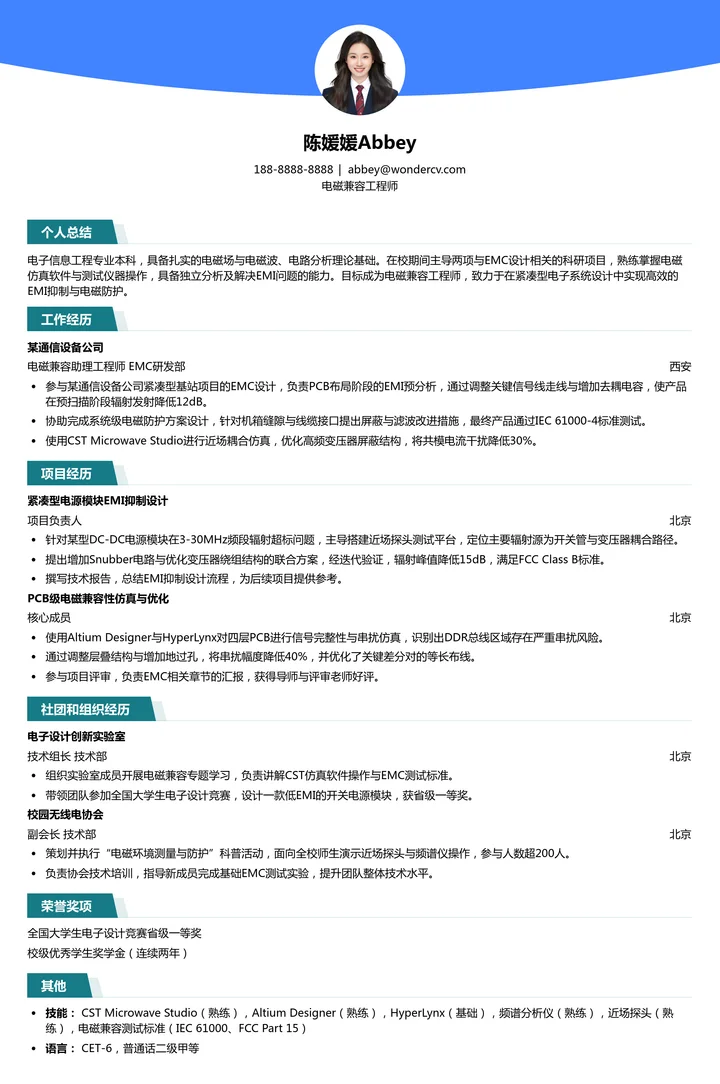 陈媛媛Abbey
188-8888-8888 | abbey@wondercv.com
电磁兼容工程师
个人总结
电子信息工程专业本科，具备扎实的电磁场与电磁波、电路分析理论基础。在校期间主导两项与EMC设计相关的科研项目，熟练掌握电磁
仿真软件与测试仪器操作，具备独立分析及解决EMI问题的能力。目标成为电磁兼容工程师，致力于在紧凑型电子系统设计中实现高效的
EMI抑制与电磁防护。
工作经历
某通信设备公司
电磁兼容助理工程师 EMC研发部 西安
• 参与某通信设备公司紧凑型基站项目的EMC设计，负责PCB布局阶段的EMI预分析，通过调整关键信号线走线与增加去耦电容，使产品
在预扫描阶段辐射发射降低12dB。
• 协助完成系统级电磁防护方案设计，针对机箱缝隙与线缆接口提出屏蔽与滤波改进措施，最终产品通过IEC 61000-4标准测试。
• 使用CST Microwave Studio进行近场耦合仿真，优化高频变压器屏蔽结构，将共模电流干扰降低30%。
项目经历
紧凑型电源模块EMI抑制设计
项目负责人 北京
• 针对某型DC-DC电源模块在3-30MHz频段辐射超标问题，主导搭建近场探头测试平台，定位主要辐射源为开关管与变压器耦合路径。
• 提出增加Snubber电路与优化变压器绕组结构的联合方案，经迭代验证，辐射峰值降低15dB，满足FCC Class B标准。
• 撰写技术报告，总结EMI抑制设计流程，为后续项目提供参考。
PCB级电磁兼容性仿真与优化
核心成员 北京
• 使用Altium Designer与HyperLynx对四层PCB进行信号完整性与串扰仿真，识别出DDR总线区域存在严重串扰风险。
• 通过调整层叠结构与增加地过孔，将串扰幅度降低40%，并优化了关键差分对的等长布线。
• 参与项目评审，负责EMC相关章节的汇报，获得导师与评审老师好评。
社团和组织经历
电子设计创新实验室
技术组长 技术部 北京
• 组织实验室成员开展电磁兼容专题学习，负责讲解CST仿真软件操作与EMC测试标准。
• 带领团队参加全国大学生电子设计竞赛，设计一款低EMI的开关电源模块，获省级一等奖。
校园无线电协会
副会长 技术部 北京
• 策划并执行“电磁环境测量与防护”科普活动，面向全校师生演示近场探头与频谱仪操作，参与人数超200人。
• 负责协会技术培训，指导新成员完成基础EMC测试实验，提升团队整体技术水平。
荣誉奖项
全国大学生电子设计竞赛省级一等奖
校级优秀学生奖学金（连续两年）
其他
• 技能： CST Microwave Studio（熟练），Altium Designer（熟练），HyperLynx（基础），频谱分析仪（熟练），近场探头（熟
练），电磁兼容测试标准（IEC 61000、FCC Part 15）
• 语言： CET-6，普通话二级甲等